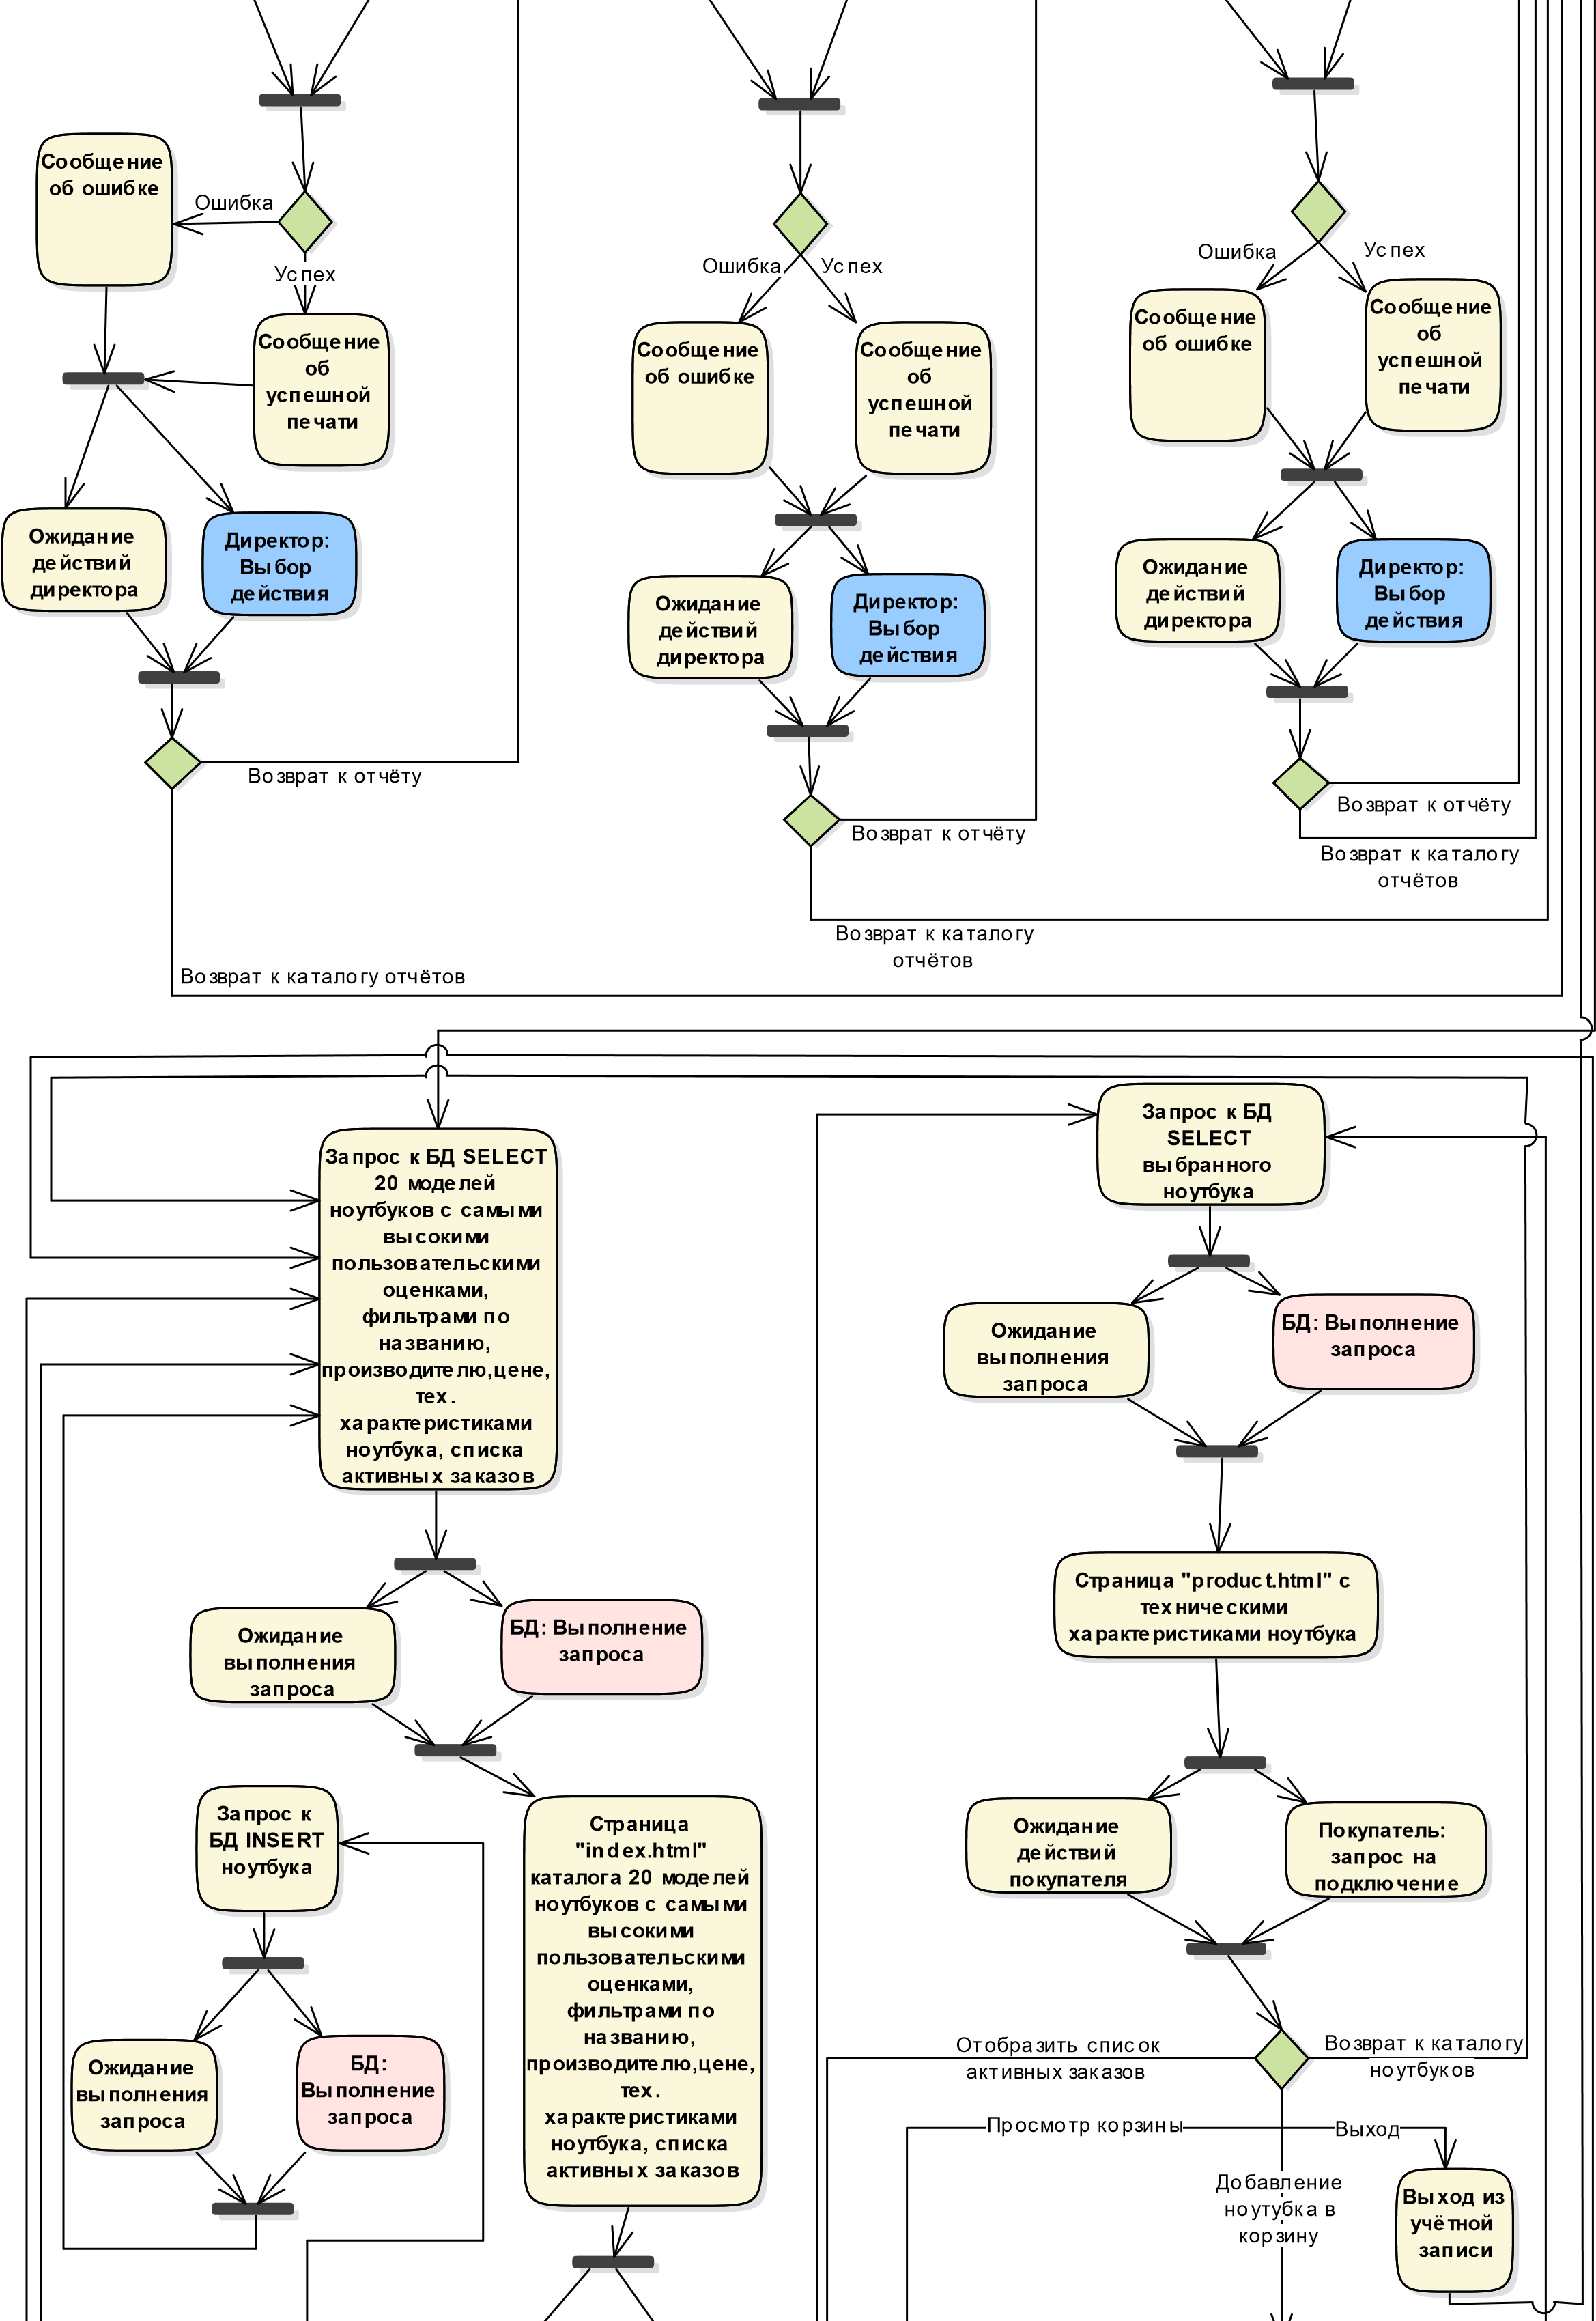 Сообщение
об ошибке
Ошибка
Успех
Сообщение
об
успешной
печати
Ожидание
действий
директора
Директор:
Выбор
действия
Возврат к отчёту
Возврат к каталогу отчётов
Ошибка
Успех
Сообщение
об ошибке
Сообщение
об
успешной
печати
Ожидание
действий
директора
Директор:
Выбор
действия
Возврат к отчёту
Возврат к каталогу
отчётов
Ошибка
Успех
Сообщение
об ошибке
Сообщение
об
успешной
печати
Ожидание
действий
директора
Директор:
Выбор
действия
Возврат к отчёту
Возврат к каталогу
отчётов
Запрос к БД SELECT
20 моделей
ноутбуков с самыми
высокими
пользовательскими
оценками,
фильтрами по
названию,
производителю,цене,
тех.
характеристиками
ноутбука, списка
активных заказов
Ожидание
выполнения
запроса
БД: Выполнение
запроса
Запрос к
БД INSERT
ноутбука
Ожидание
выполнения
запроса
БД:
Выполнение
запроса
Страница
"index.html"
каталога 20 моделей
ноутбуков с самыми
высокими
пользовательскими
оценками,
фильтрами по
названию,
производителю,цене,
тех.
характеристиками
ноутбука, списка
активных заказов
Запрос к БД
SELECT
выбранного
ноутбука
Ожидание
выполнения
запроса
БД: Выполнение
запроса
Страница "product.html" с
техническими
характеристиками ноутбука
Ожидание
действий
покупателя
Покупатель:
запрос на
подключение
Отобразить список
активных заказов
Возврат к каталогу
ноутбуков
Просмотр корзины
Выход
Добавление
ноутубка в
корзину
Выход из
учётной
записи